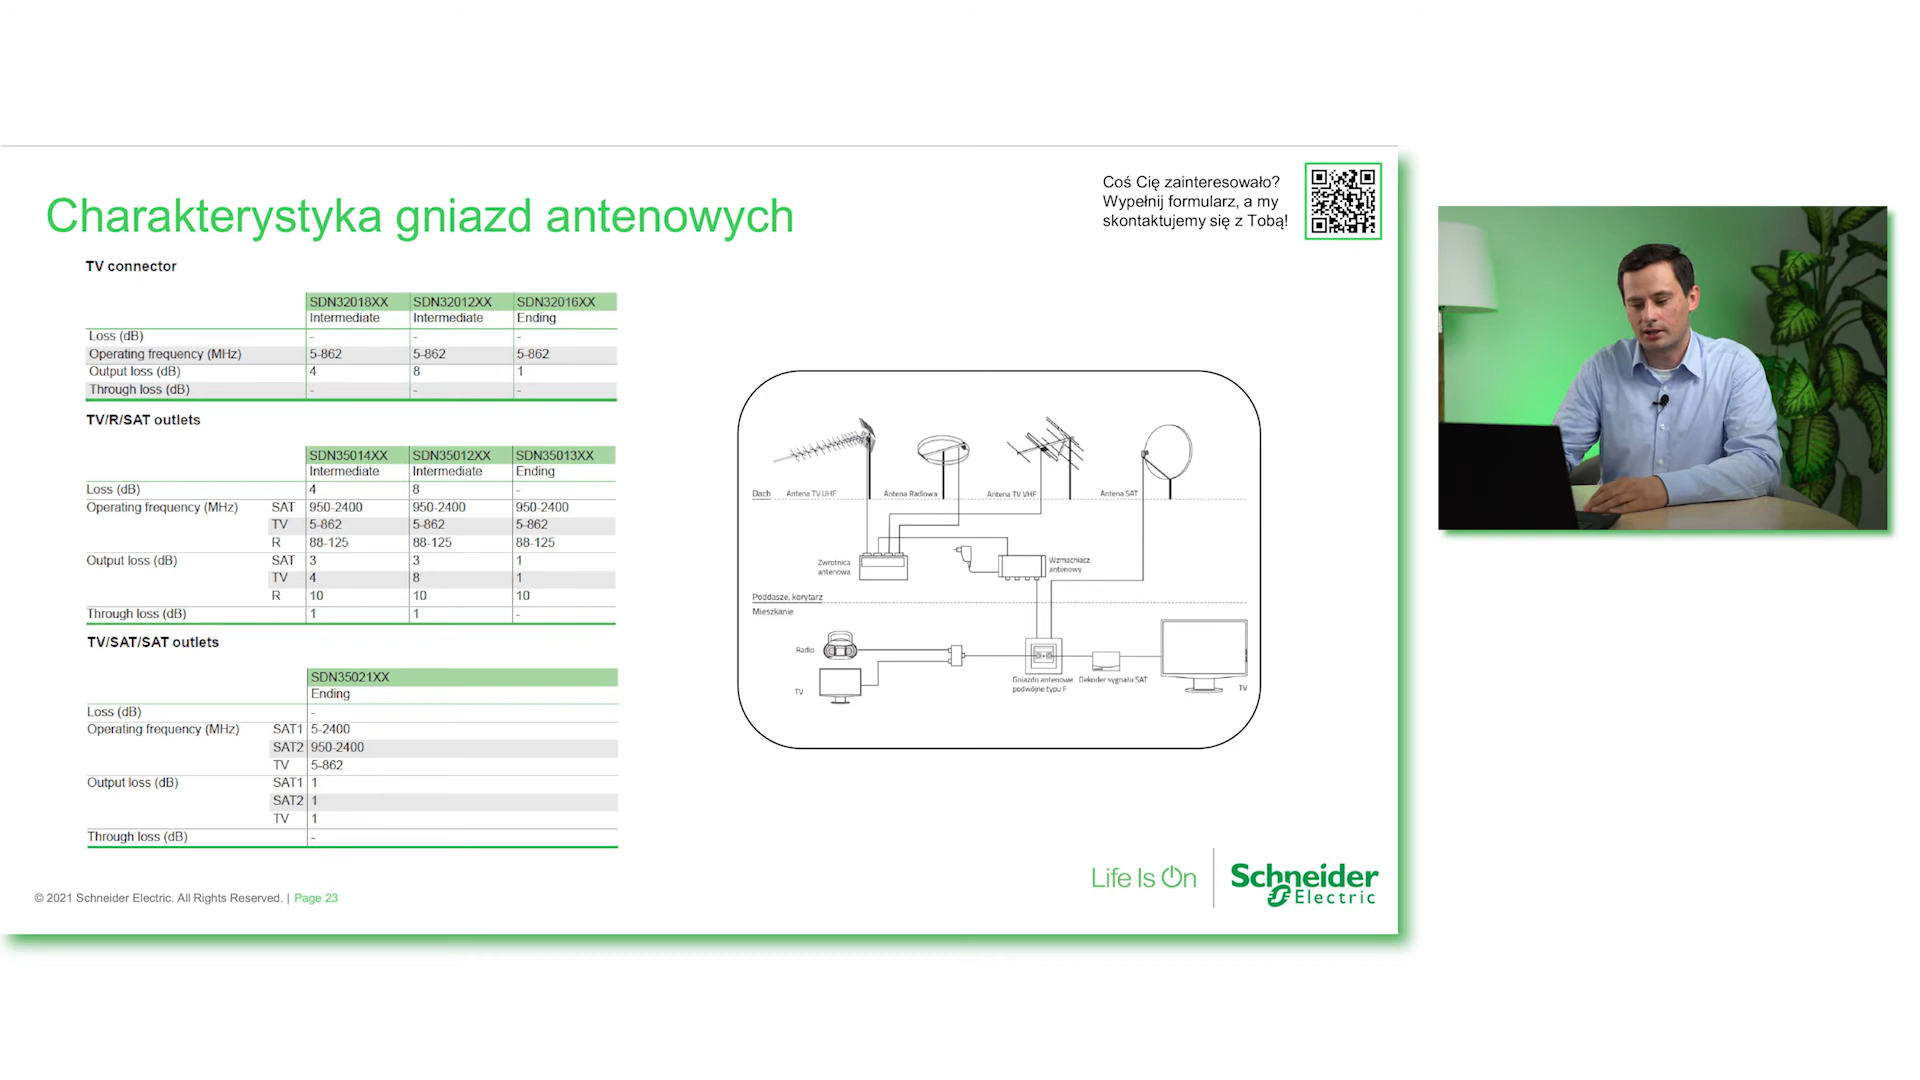 Charakterystyka gniazd antenowych
Coś Cię zainteresowało?
Wypełnij formularz, a my
skontaktujemy się z Tobą!
TV connector
SDN32018XX SDN32012XX SDN32016XX
Intermediate Intermediate Ending
Loss (dB) - - -
Operating frequency (MHz) 5-862 5-862 5-862
Output loss (dB) 4 8 1
Through loss (dB) - - -
TV/R/SAT outlets
SDN35014XX SDN35012XX SDN35013XX
Intermediate Intermediate Ending
Loss (dB) 4 8 -
Operating frequency (MHz) SAT 950-2400 950-2400 950-2400
TV 5-862 5-862 5-862
R 88-125 88-125 88-125
Output loss (dB) SAT 3 3 1
TV 4 8 1
R 10 10 10
Through loss (dB) 1 1 -
TV/SAT/SAT outlets
SDN35021XX
Ending
Loss (dB) -
Operating frequency (MHz) SAT1 5-2400
SAT2 950-2400
TV 5-862
Output loss (dB) SAT1 1
SAT2 1
TV 1
Through loss (dB) -
Dach Antena TV UHF Antena Radiowa Antena TV VHF Antena SAT
Zwrotnica
antenowa
Wzmacniacz
antenowy
Poddasze, korytarz
Mieszkanie
Radio
TV
Gniazdo antenowe
podwójne typu F
Dekoder sygnału SAT
TV
© 2021 Schneider Electric. All Rights Reserved. | Page 23
Life Is On
Schneider
Electric